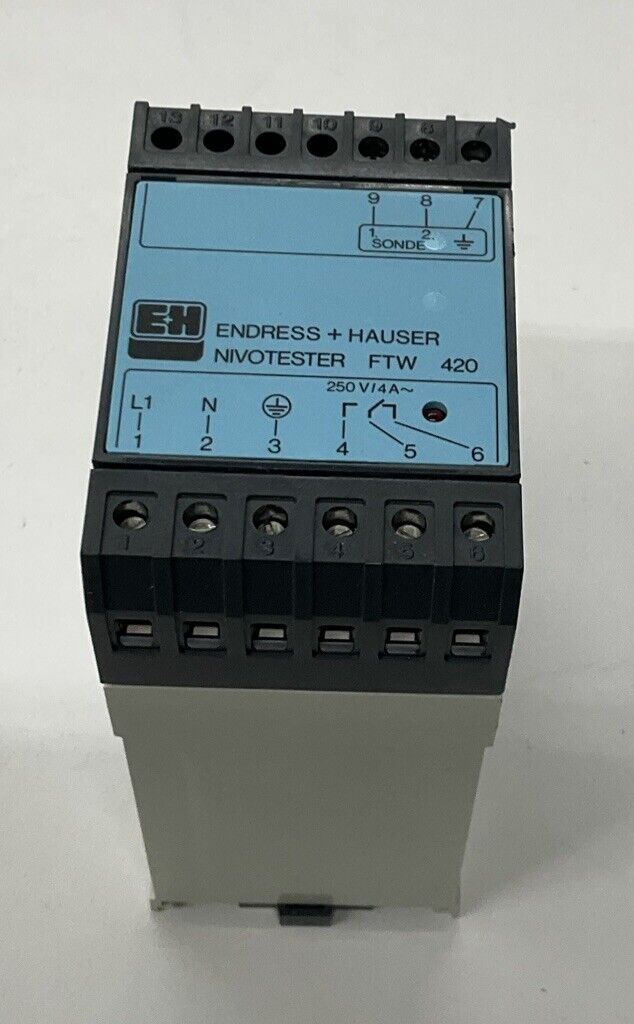 13 12 11 10 9 8 7
9 8 7
1 2
SONDE
E+H
ENDRESS + HAUSER
NIVOTESTER FTW 420
250 V/4A~
L1 N
1 2 3 4 5 6
1 2 3 4 5 6